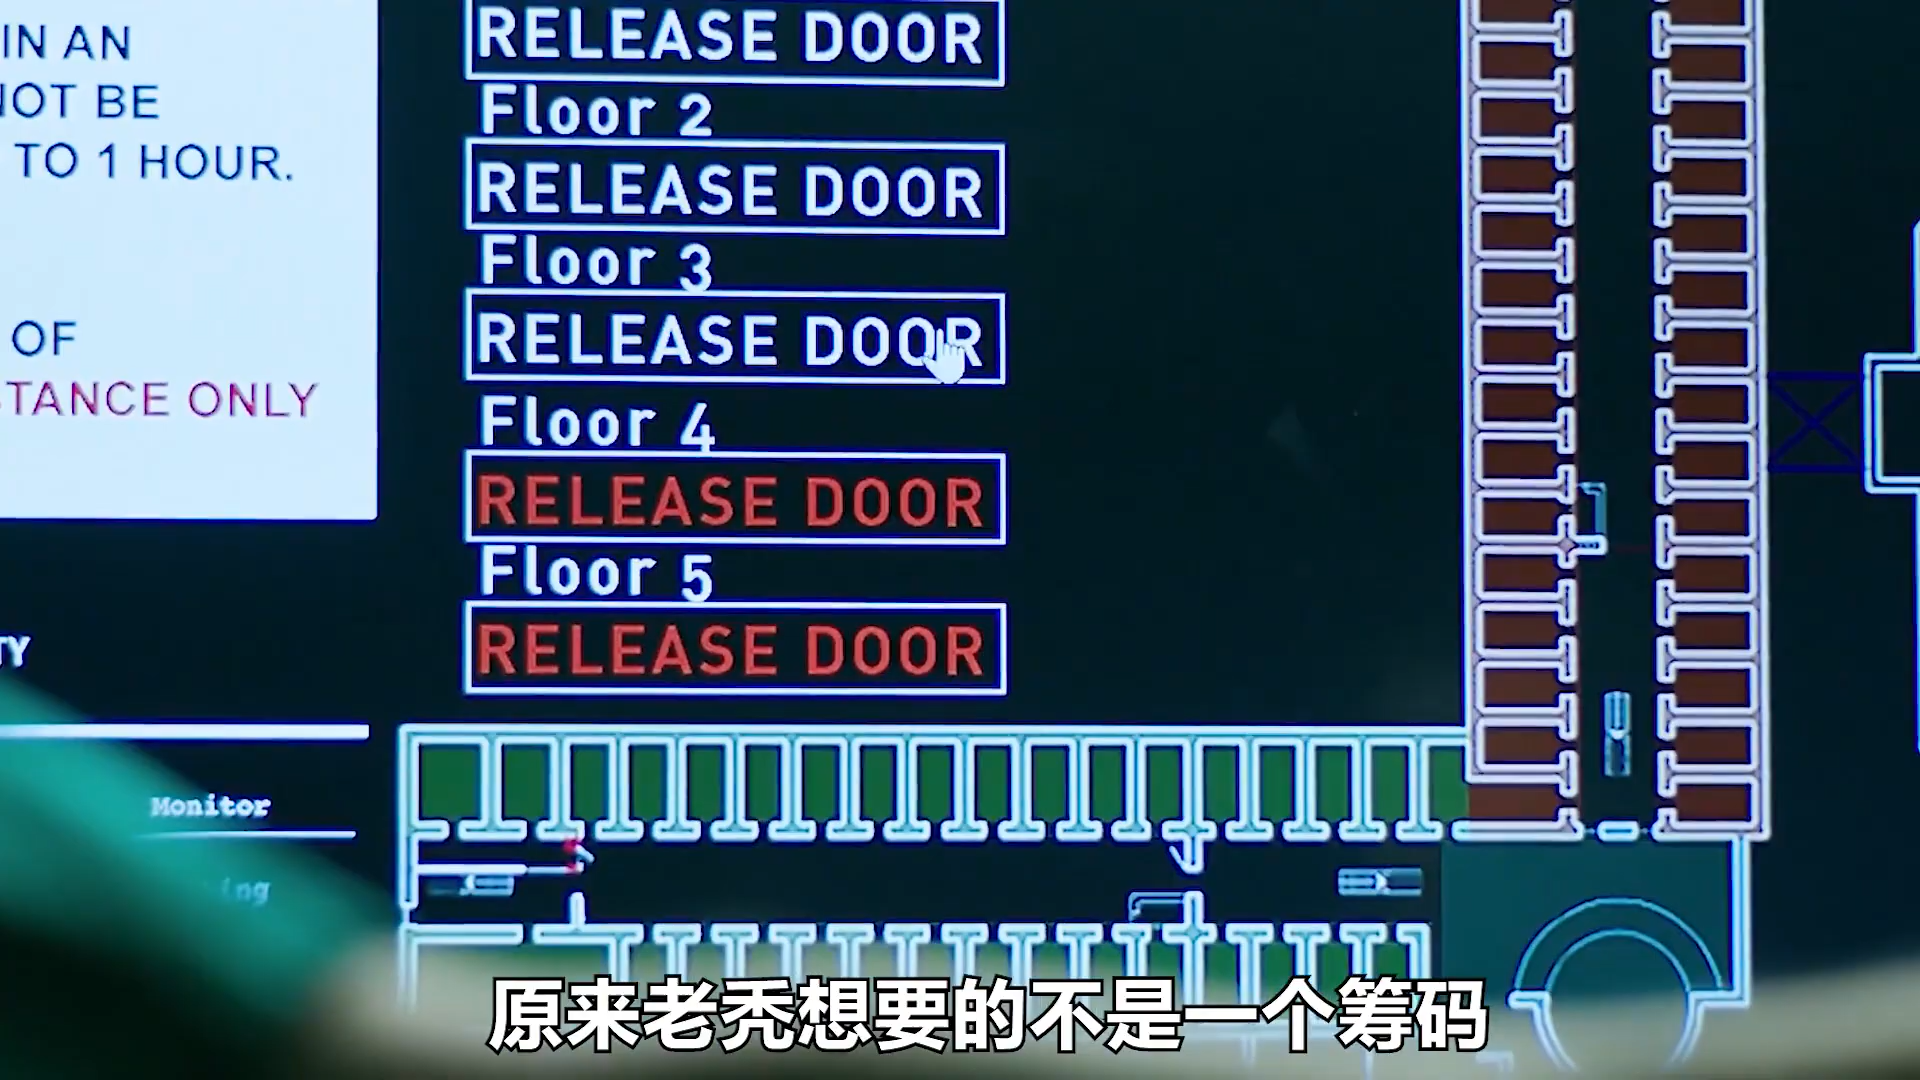 IN AN
NOT BE
TO 1 HOUR.
OF
STANCE ONLY
TY
Monitor
RELEASE DOOR
Floor 2
RELEASE DOOR
Floor 3
RELEASE DOOR
Floor 4
RELEASE DOOR
Floor 5
RELEASE DOOR
原来老秃想要的不是一个筹码